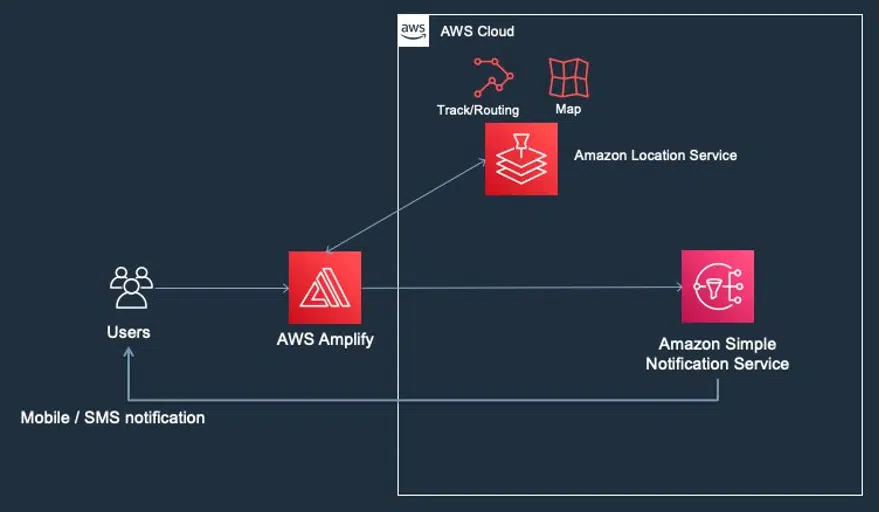 aws
AWS Cloud
Track/Routing
Map
Amazon Location Service
Users
AWS Amplify
Amazon Simple
Notification Service
Mobile / SMS notification